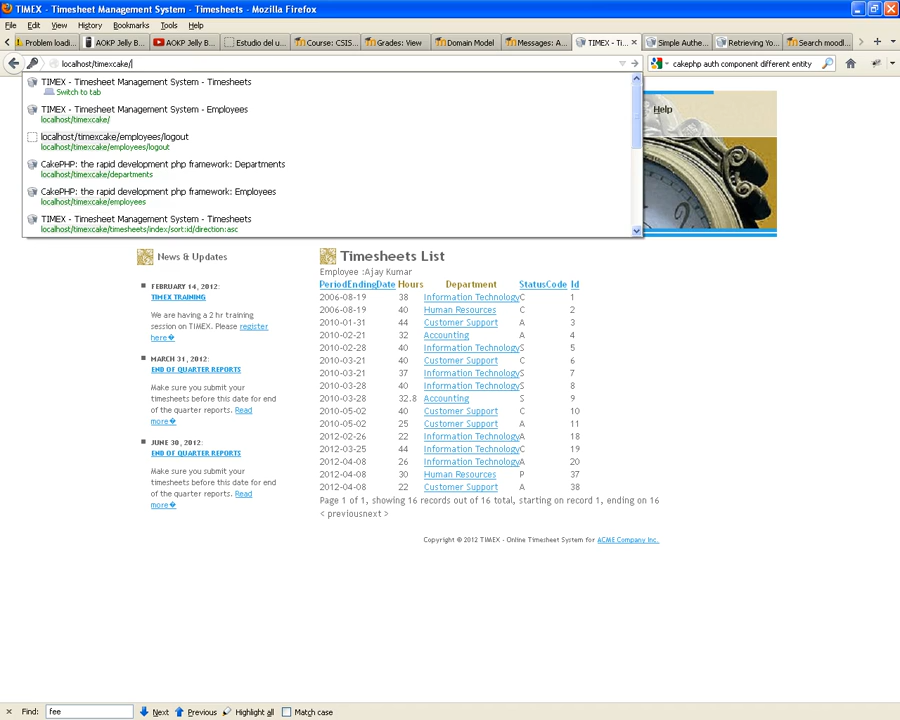 TIMEX - Timesheet Management System - Timesheets - Mozilla Firefox
File Edit View History Bookmarks Tools Help
Problem loadi... AOKP Jelly B... AOKP Jelly B... Estudio del u... Course: CSIS... Grades: View Domain Model Messages: A... TIMEX - Ti... Simple Authe... Retrieving Yo... Search moodl...
localhost/timexcake/ cakephp auth component different entity
TIMEX - Timesheet Management System - Timesheets
Switch to tab
TIMEX - Timesheet Management System - Employees
localhost/timexcake/
localhost/timexcake/employees/logout
localhost/timexcake/employees/logout
CakePHP: the rapid development php framework: Departments
localhost/timexcake/departments
CakePHP: the rapid development php framework: Employees
localhost/timexcake/employees
TIMEX - Timesheet Management System - Timesheets
localhost/timexcake/timesheets/index/sort:id/direction:asc
Help
News & Updates
FEBRUARY 14, 2012:
TIMEX TRAINING
We are having a 2 hr training
session on TIMEX. Please register
here�
MARCH 31, 2012:
END OF QUARTER REPORTS
Make sure you submit your
timesheets before this date for end
of the quarter reports. Read
more�
JUNE 30, 2012:
END OF QUARTER REPORTS
Make sure you submit your
timesheets before this date for end
of the quarter reports. Read
more�
Timesheets List
Employee :Ajay Kumar
PeriodEndingDate Hours Department StatusCode Id
2006-08-19 38 Information Technology C 1
2006-08-19 40 Human Resources C 2
2010-01-31 44 Customer Support A 3
2010-02-21 32 Accounting A 4
2010-02-28 40 Information Technology S 5
2010-03-21 40 Customer Support C 6
2010-03-21 37 Information Technology S 7
2010-03-28 40 Information Technology S 8
2010-03-28 32.8 Accounting S 9
2010-05-02 40 Customer Support C 10
2010-05-02 25 Customer Support A 11
2012-02-26 22 Information Technology A 18
2012-03-25 44 Information Technology C 19
2012-04-08 26 Information Technology A 20
2012-04-08 30 Human Resources P 37
2012-04-08 22 Customer Support A 38
Page 1 of 1, showing 16 records out of 16 total, starting on record 1, ending on 16
< previousnext >
Copyright © 2012 TIMEX - Online Timesheet System for ACME Company Inc.
Find: fee Next Previous Highlight all Match case